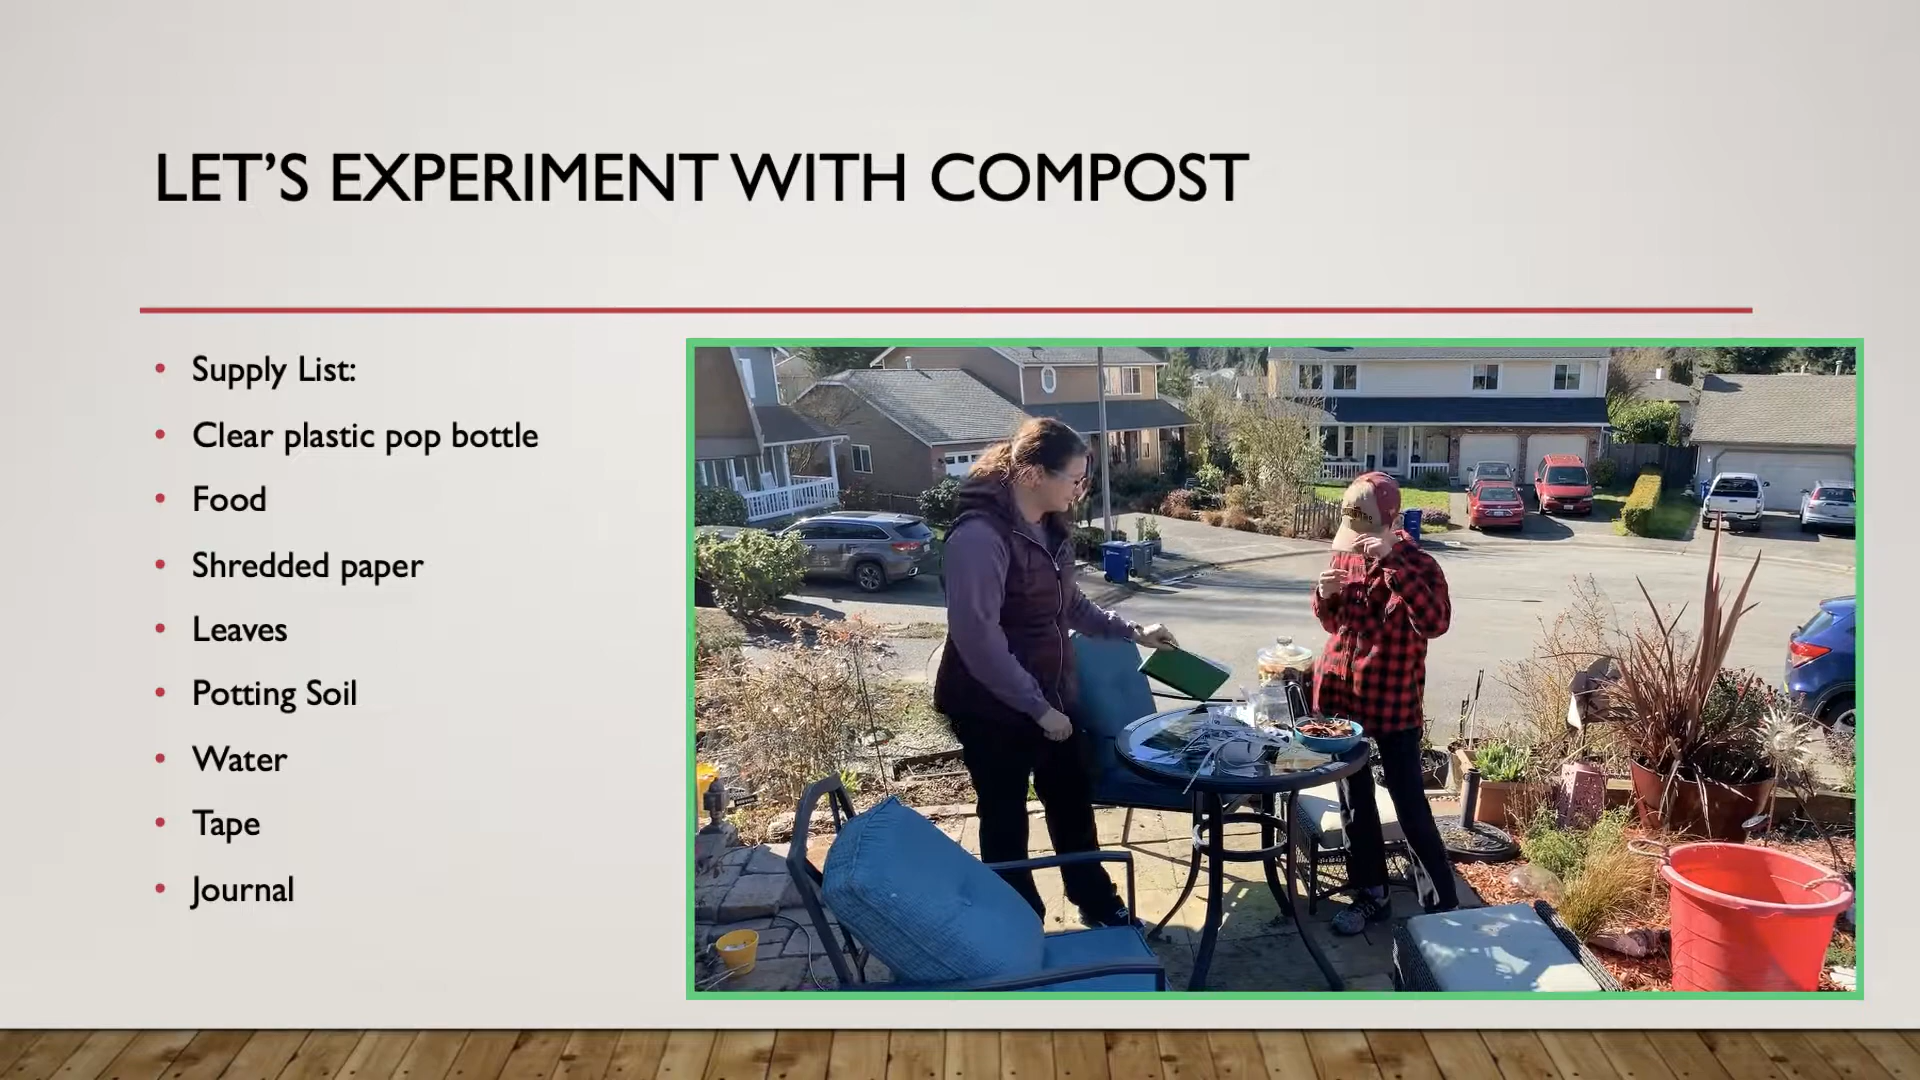 LET'S EXPERIMENT WITH COMPOST
• Supply List:
• Clear plastic pop bottle
• Food
• Shredded paper
• Leaves
• Potting Soil
• Water
• Tape
• Journal